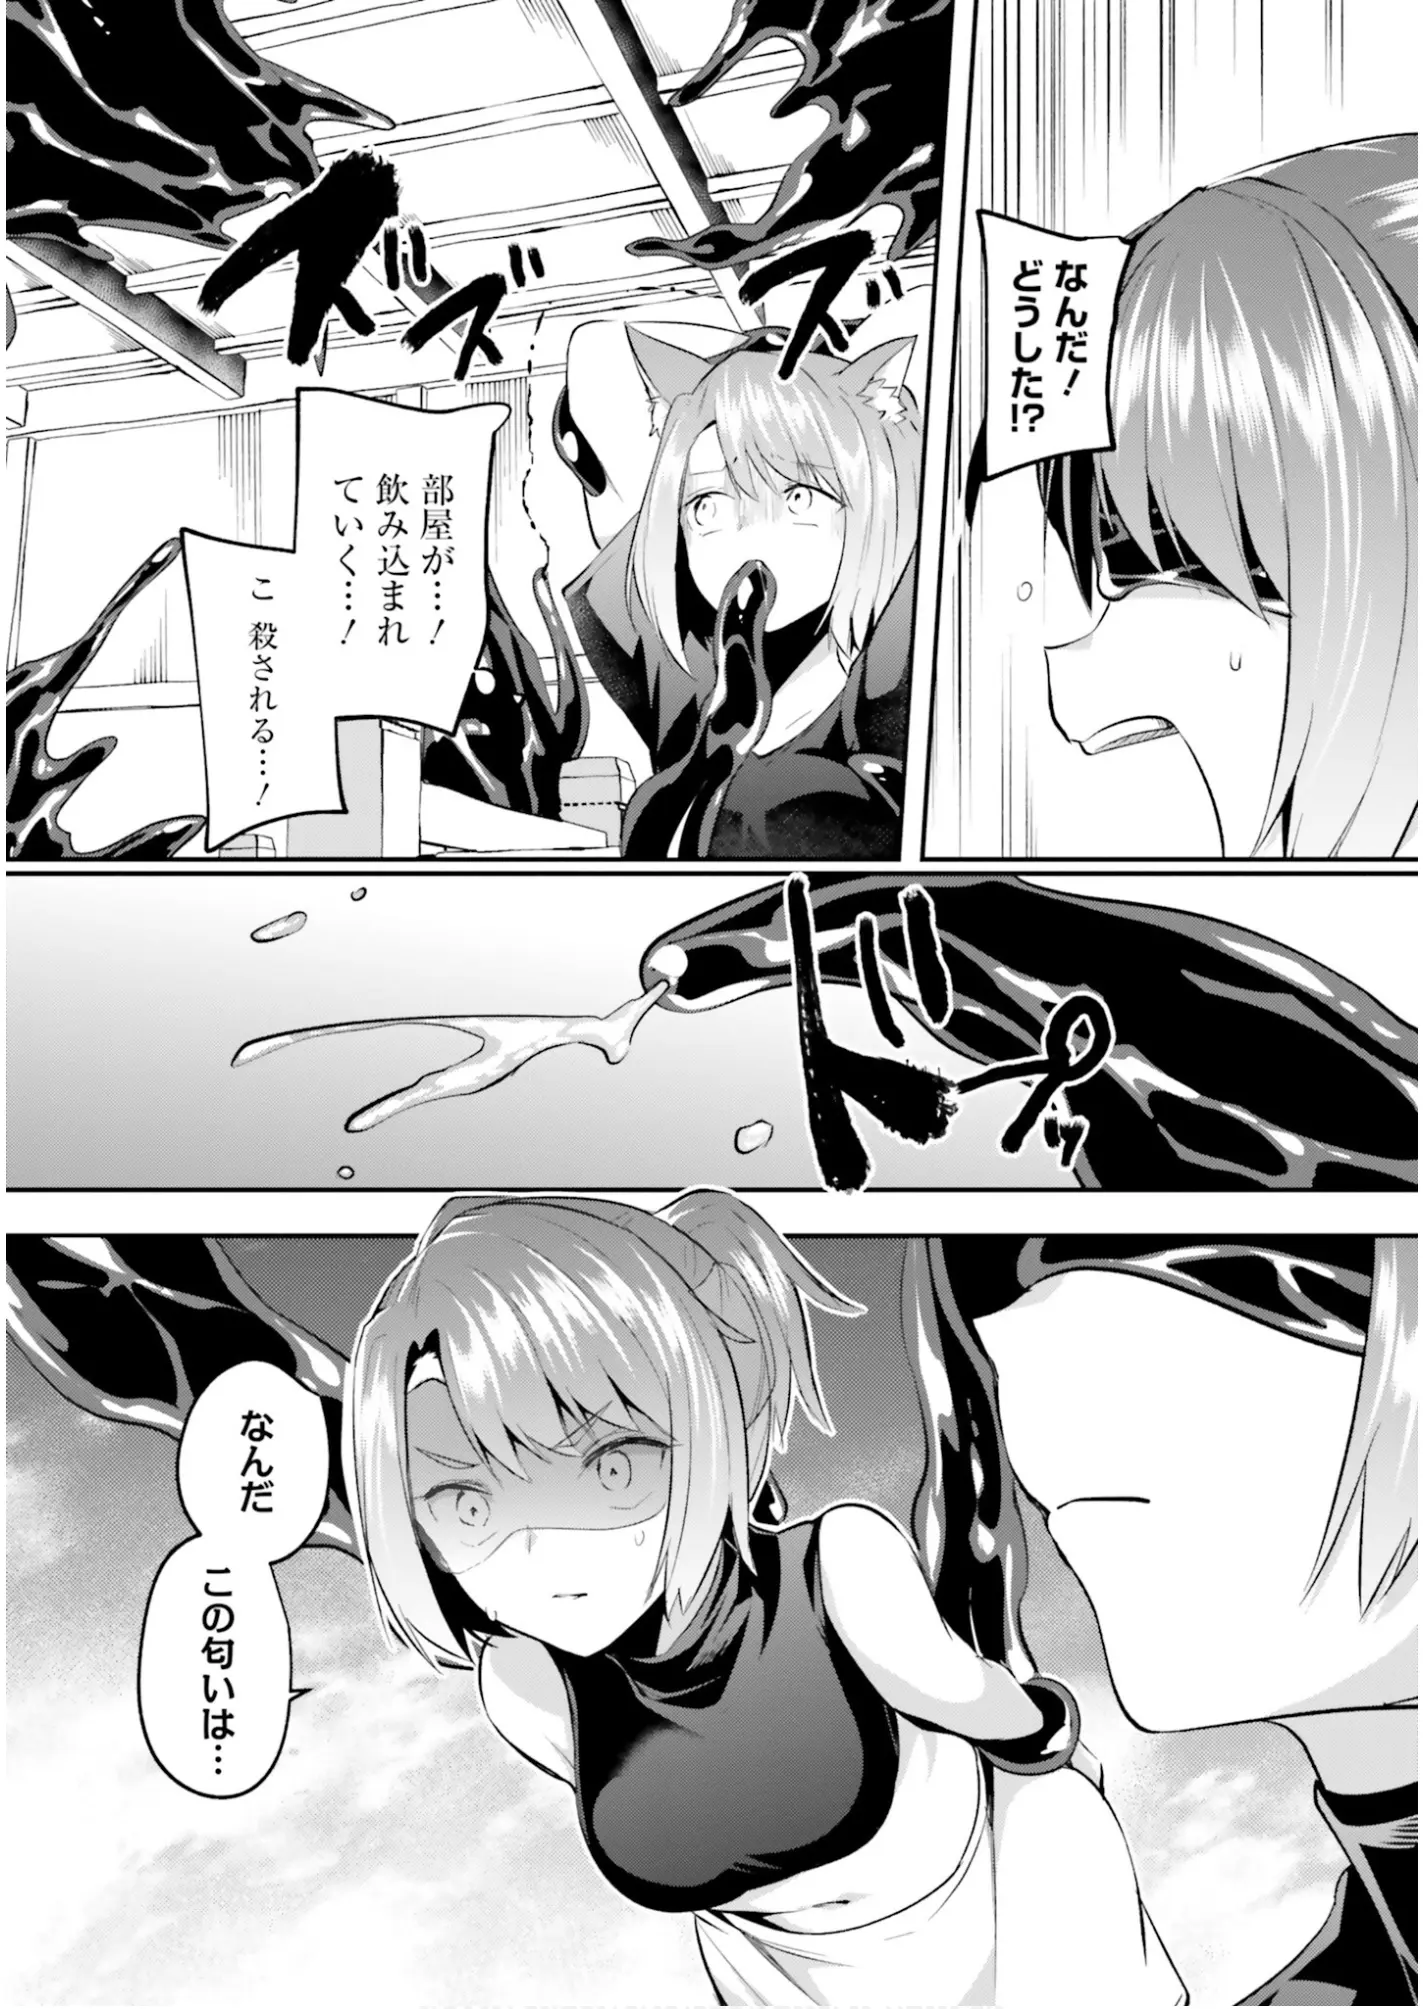 なんだ！
どうした!?
ズズズ
部屋が…！
飲み込まれ
ていく…！
こ 殺される…！
ドプッ
なんだ
この匂いは…